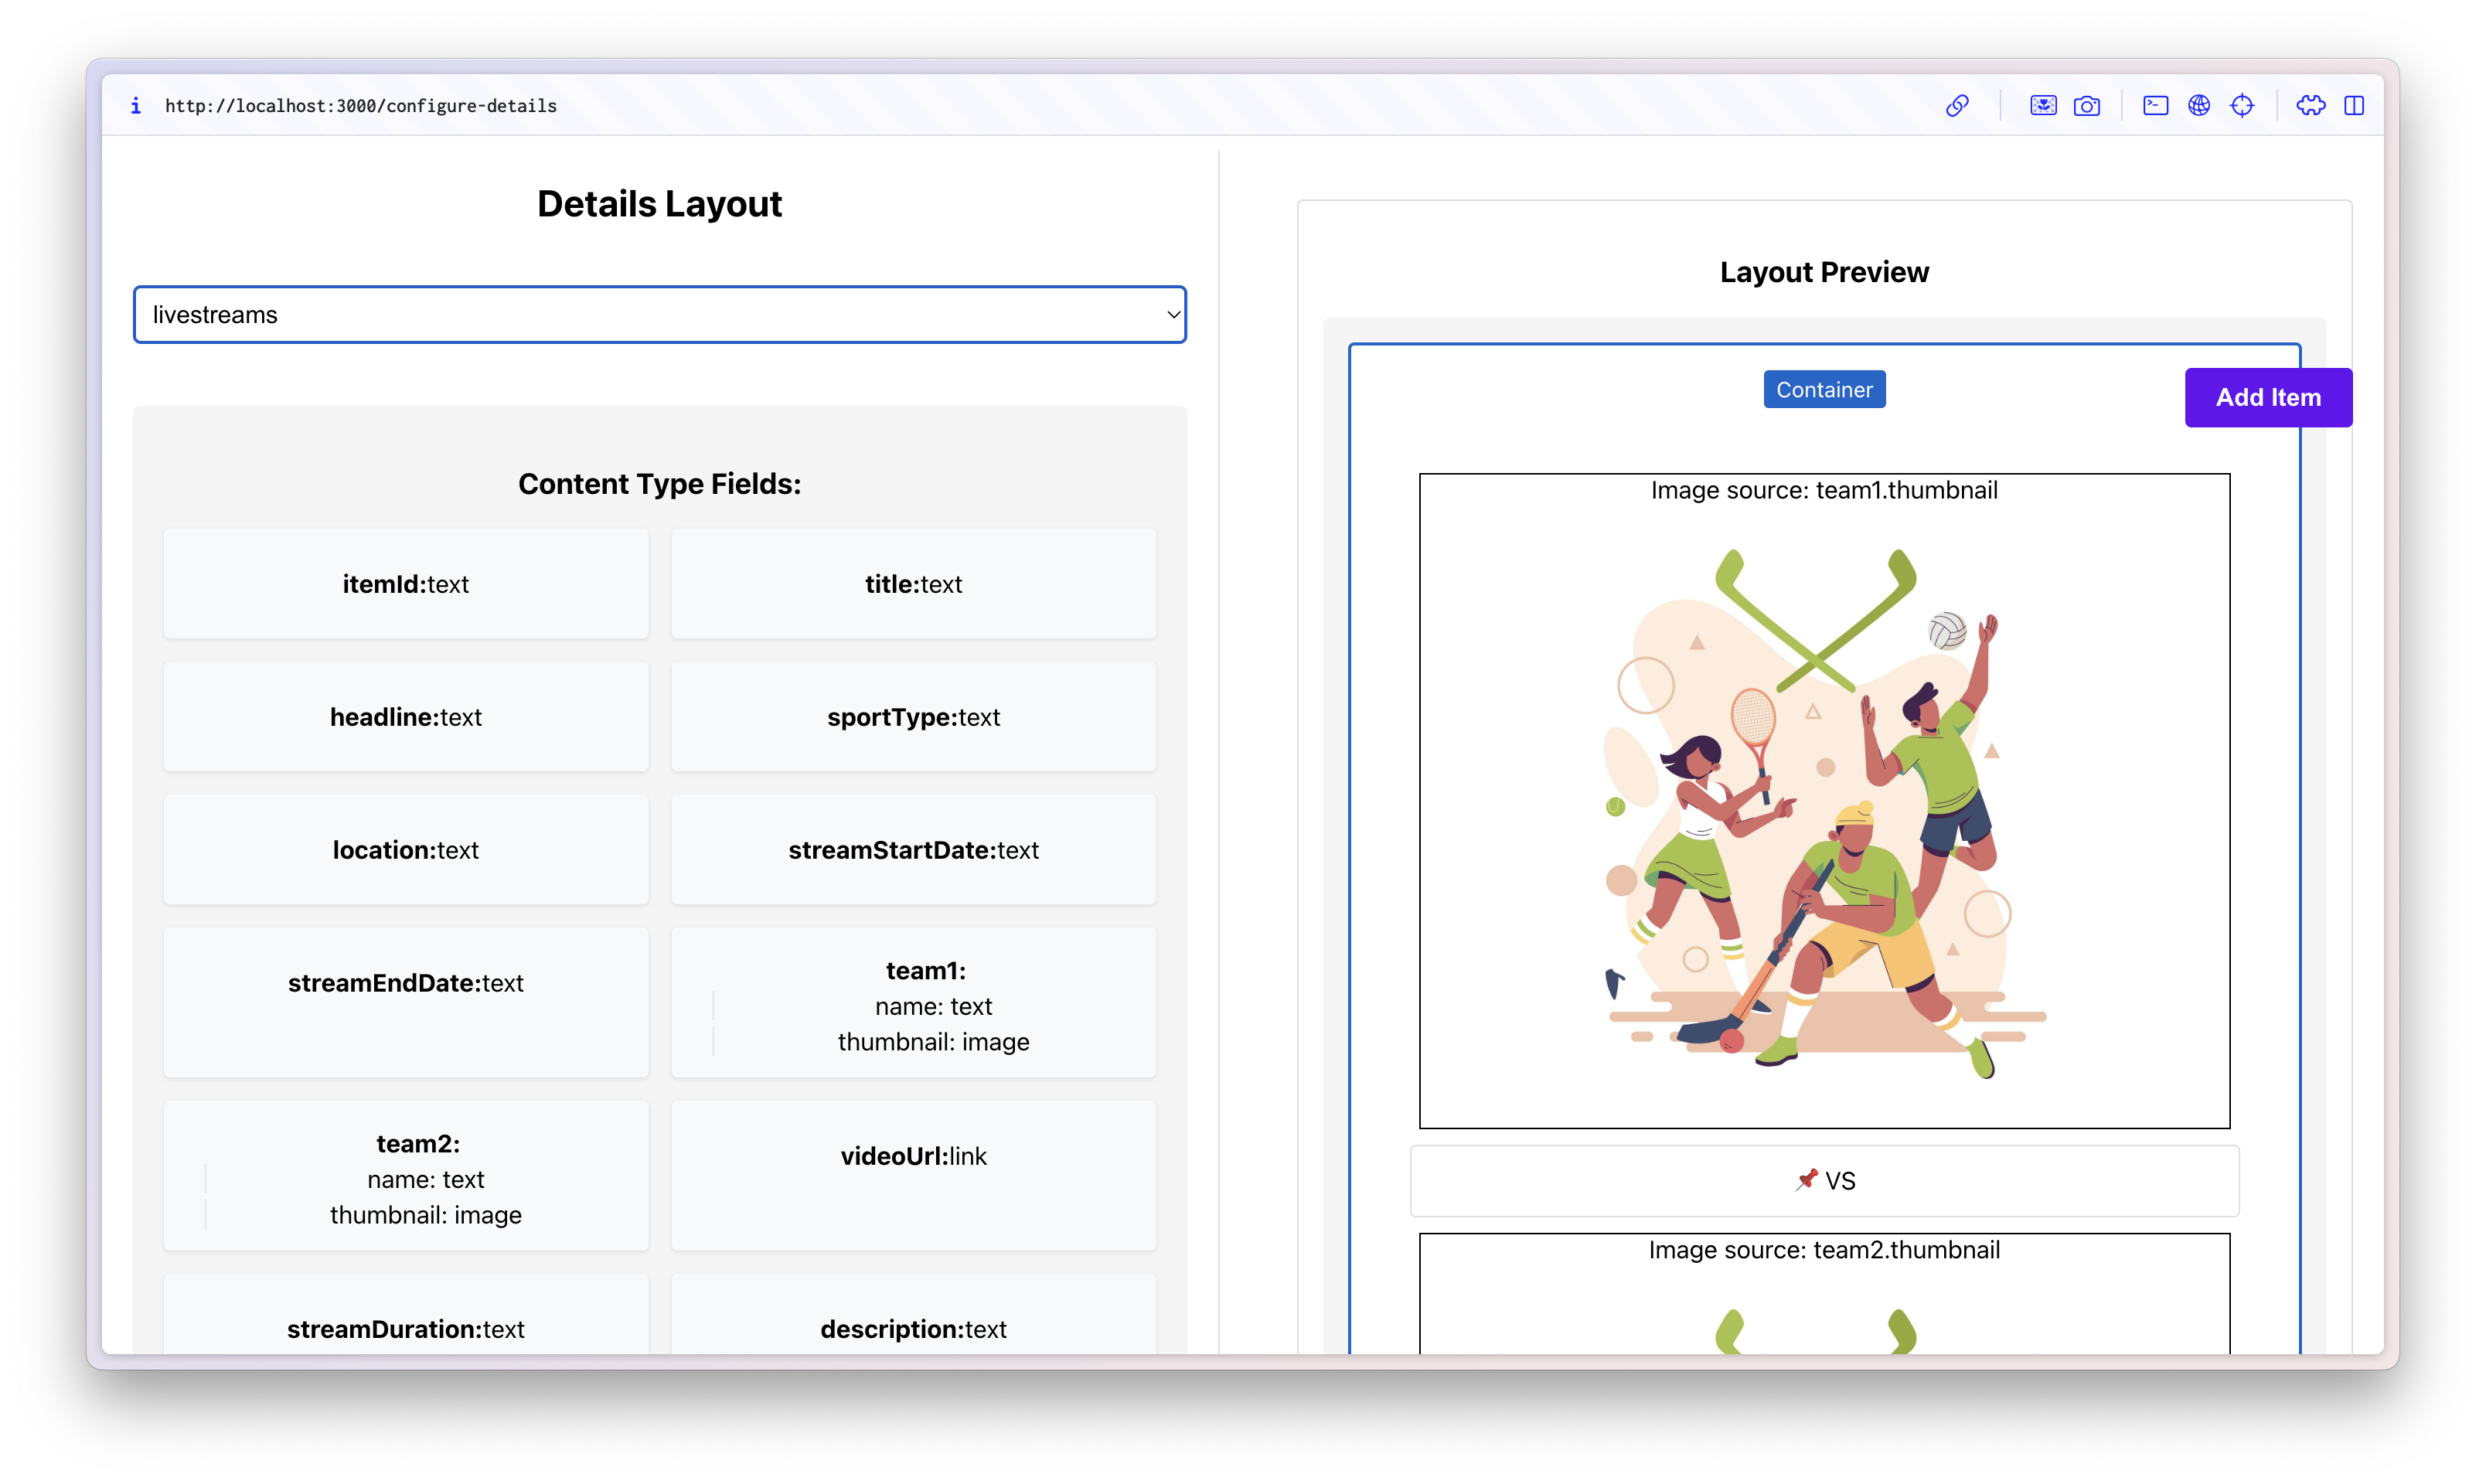 http://localhost:3000/configure-details
Details Layout
livestreams
Content Type Fields:
itemId:text
title:text
headline:text
sportType:text
location:text
streamStartDate:text
streamEndDate:text
team1:
name: text
thumbnail: image
team2:
name: text
thumbnail: image
videoUrl:link
streamDuration:text
description:text
Layout Preview
Container
Add Item
Image source: team1.thumbnail
📌 VS
Image source: team2.thumbnail